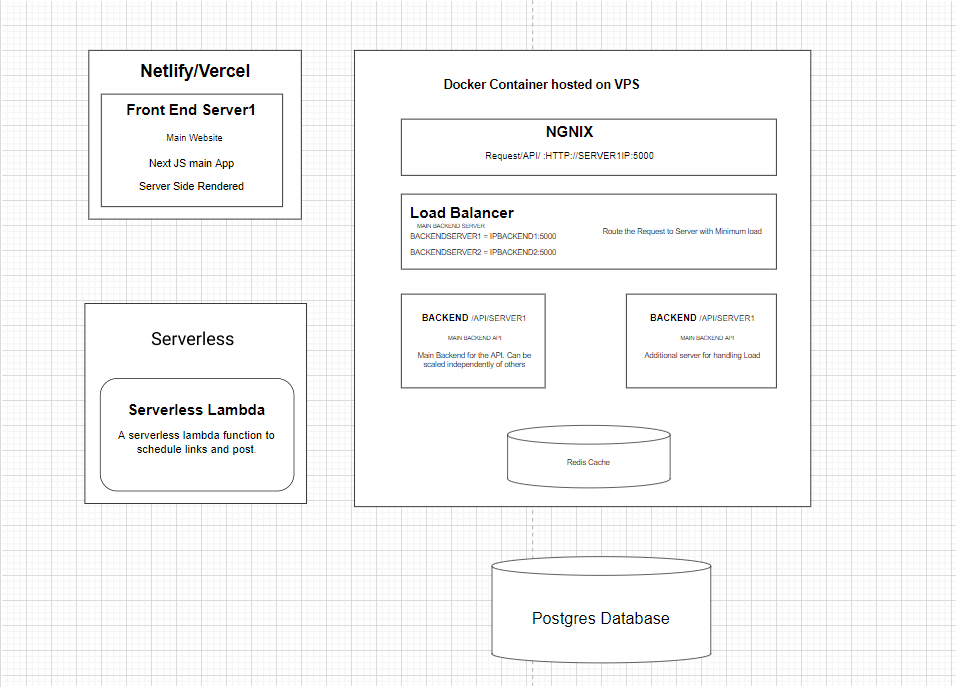 Netlify/Vercel
Front End Server1
Main Website
Next JS main App
Server Side Rendered
Docker Container hosted on VPS
NGNIX
Request/API/ :HTTP://SERVER1IP:5000
Load Balancer
MAIN BACKEND SERVER
BACKENDSERVER1 = IPBACKEND1:5000
BACKENDSERVER2 = IPBACKEND2:5000
Route the Request to Server with Minimum load
BACKEND /API/SERVER1
MAIN BACKEND API
Main Backend for the API. Can be
scaled independently of others
BACKEND /API/SERVER1
MAIN BACKEND API
Additional server for handling Load
Redis Cache
Serverless
Serverless Lambda
A serverless lambda function to
schedule links and post.
Postgres Database